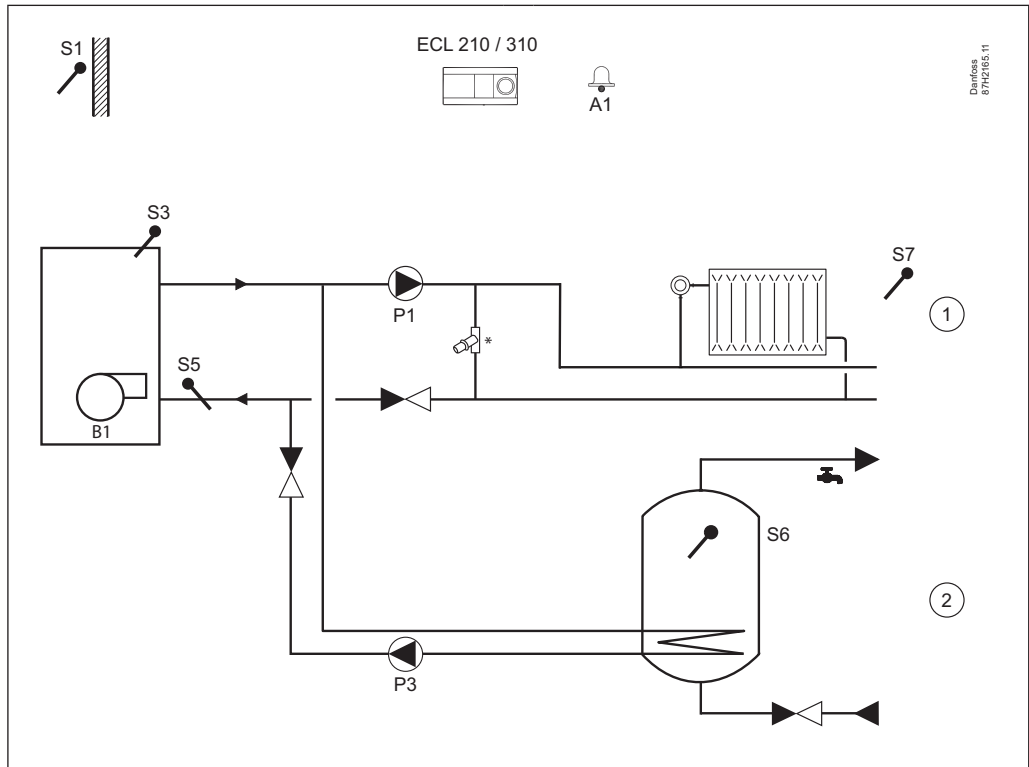 S1
ECL 210 / 310
A1
Danfoss
87H2165.11
S3
S7
P1
1
*
S5
B1
S6
2
P3